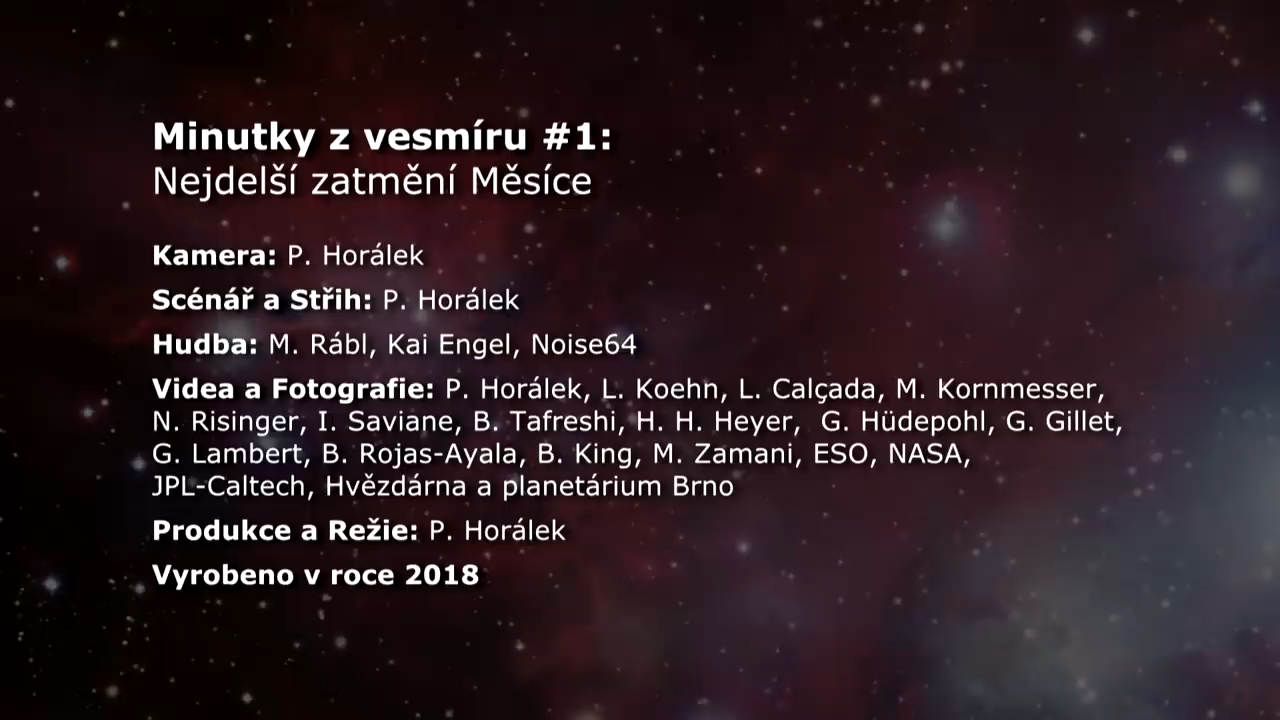 Minutky z vesmíru #1:
Nejdelší zatmění Měsíce
Kamera: P. Horálek
Scénář a Střih: P. Horálek
Hudba: M. Rábl, Kai Engel, Noise64
Videa a Fotografie: P. Horálek, L. Koehn, L. Calçada, M. Kornmesser,
N. Risinger, I. Saviane, B. Tafreshi, H. H. Heyer,  G. Hüdepohl, G. Gillet,
G. Lambert, B. Rojas-Ayala, B. King, M. Zamani, ESO, NASA,
JPL-Caltech, Hvězdárna a planetárium Brno
Produkce a Režie: P. Horálek
Vyrobeno v roce 2018